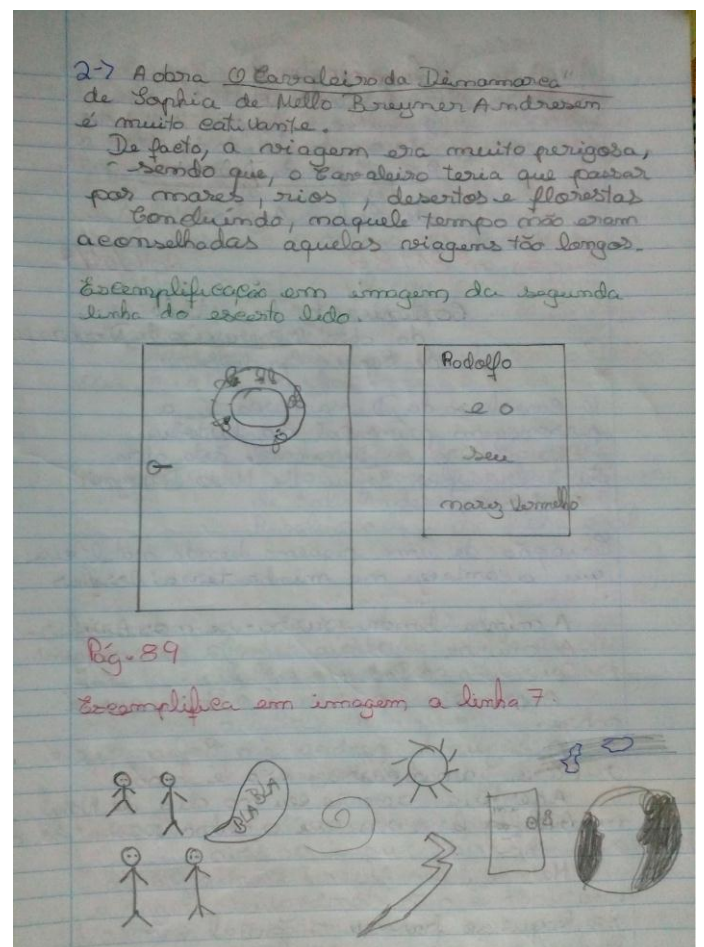 2-> A obra O Cavaleiro da Dinamarca"
de Sophia de Mello Breyner Andresen
é muito cativante.
De facto, a viagem era muito perigosa,
sendo que, o Cavaleiro teria que passar
por mares, rios, desertos e florestas
Concluindo, naquele tempo não eram
aconselhadas aquelas viagens tão longas.
Exemplificação em imagem da segunda
linha do excerto lido.
Rodolfo
e o
seu
nariz Vermelho
Pág. 89
Exemplifica em imagem a linha 7.
BLA BLA